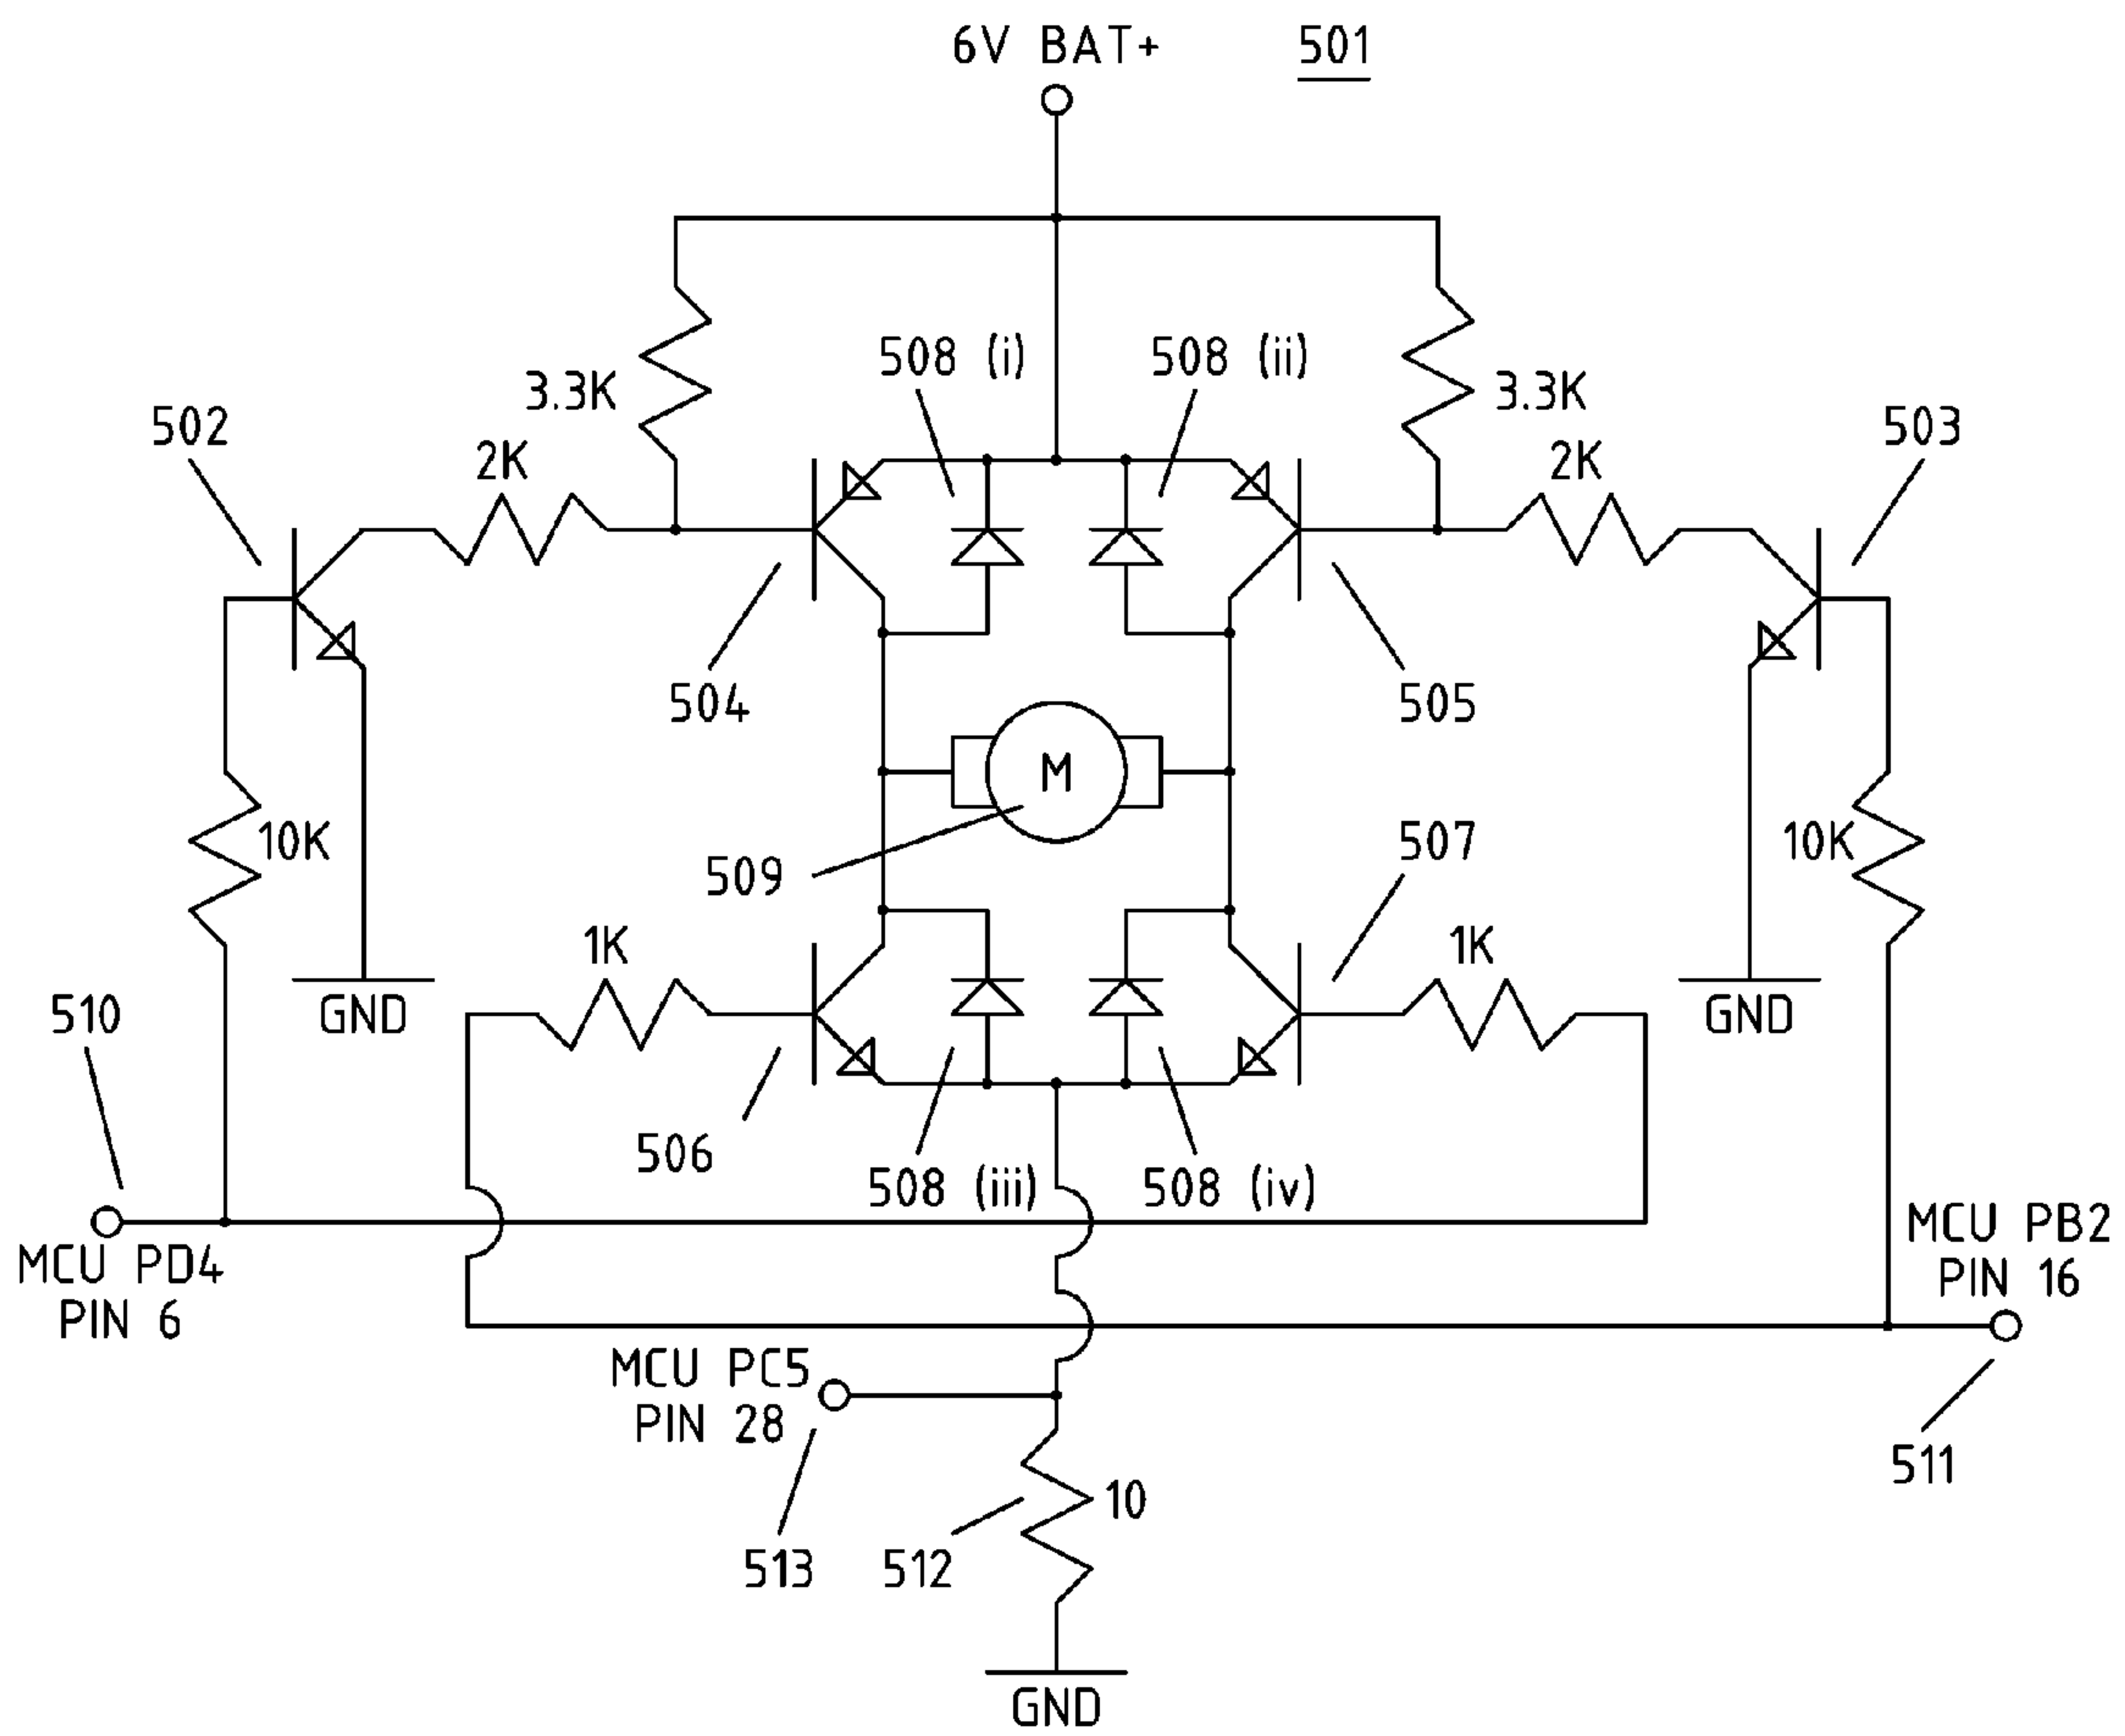 6V BAT+
501
508 (i)
508 (ii)
3.3K
3.3K
502
503
2K
2K
504
505
M
10K
10K
507
509
1K
1K
510
GND
GND
506
508 (iii)
508 (iv)
MCU PD4
PIN 6
MCU PB2
PIN 16
MCU PC5
PIN 28
511
10
513
512
GND